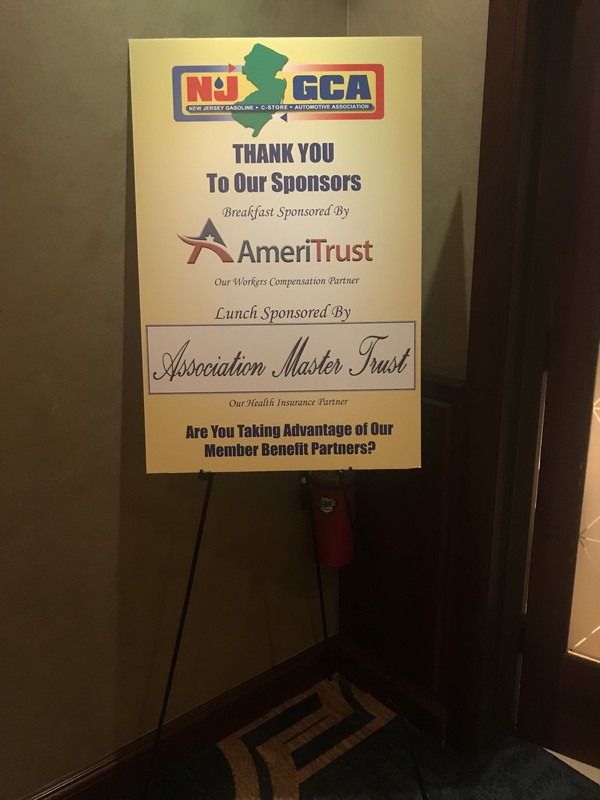 NJ GCA
NEW JERSEY GASOLINE • C-STORE • AUTOMOTIVE ASSOCIATION
THANK YOU
To Our Sponsors
Breakfast Sponsored By
AmeriTrust
Our Workers Compensation Partner
Lunch Sponsored By
Association Master Trust
Our Health Insurance Partner
Are You Taking Advantage of Our
Member Benefit Partners?